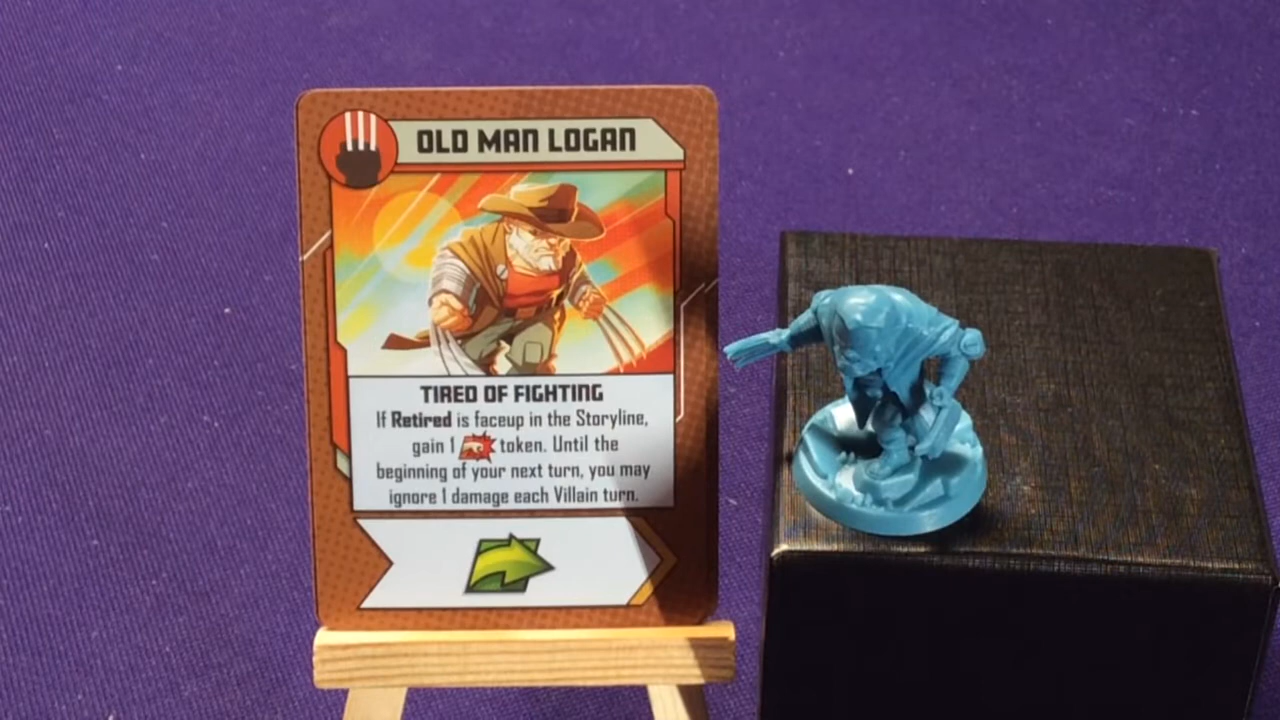 OLD MAN LOGAN
TIRED OF FIGHTING
If Retired is faceup in the Storyline,
gain 1 token. Until the
beginning of your next turn, you may
ignore 1 damage each Villain turn.